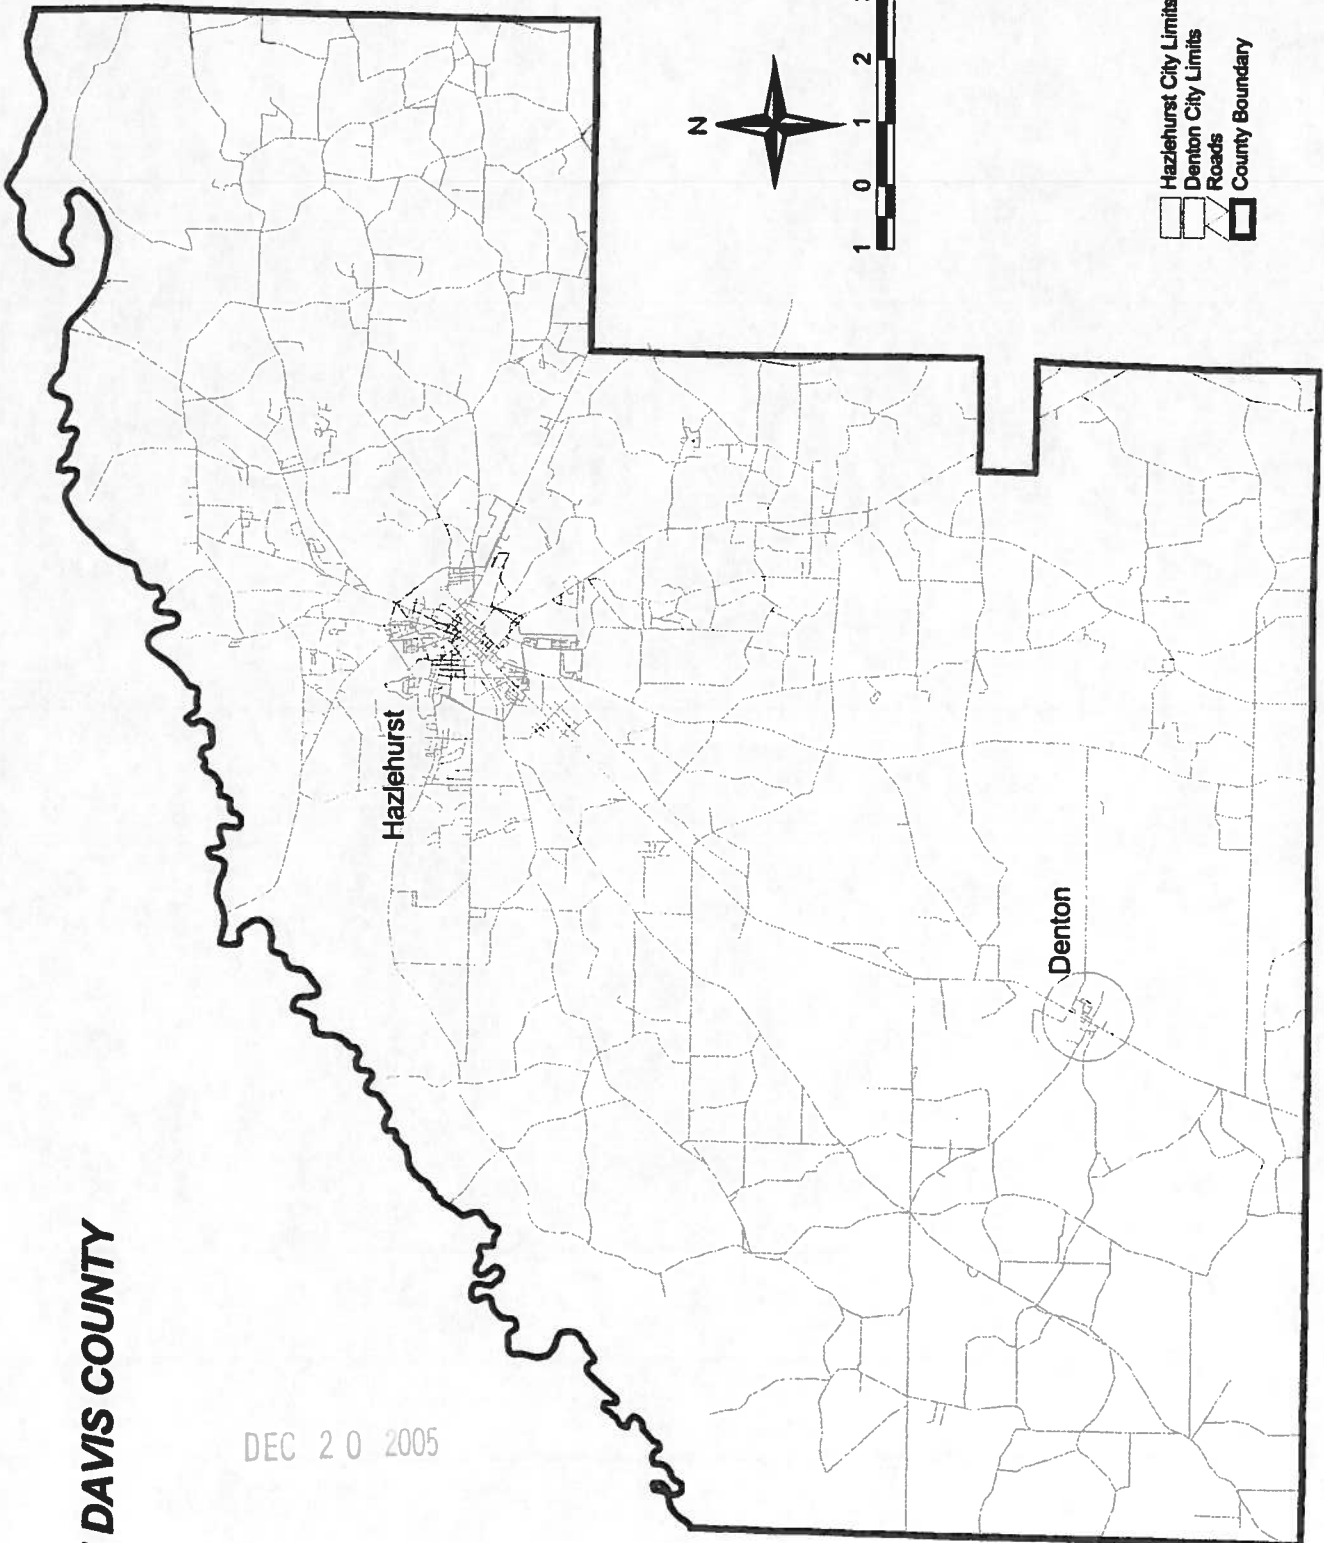 DAVIS COUNTY
DEC 20 2005
Hazlehurst
Denton
N
1 0 1 2
Hazlehurst City Limits
Denton City Limits
Roads
County Boundary